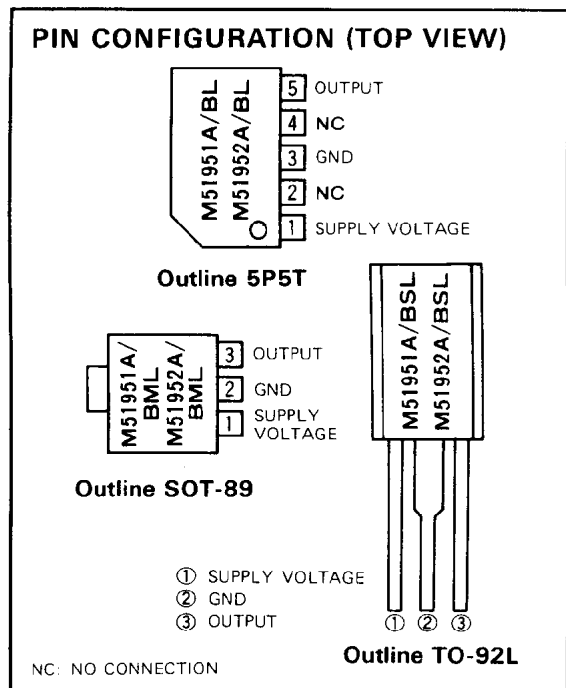 PIN CONFIGURATION (TOP VIEW)
M51951A/BL
M51952A/BL
5 OUTPUT
4 NC
3 GND
2 NC
1 SUPPLY VOLTAGE
Outline 5P5T
M51951A/
BML
M51952A/
BML
3 OUTPUT
2 GND
1 SUPPLY
VOLTAGE
Outline SOT-89
M51951A/BSL
M51952A/BSL
① SUPPLY VOLTAGE
② GND
③ OUTPUT
① ② ③
Outline TO-92L
NC: NO CONNECTION